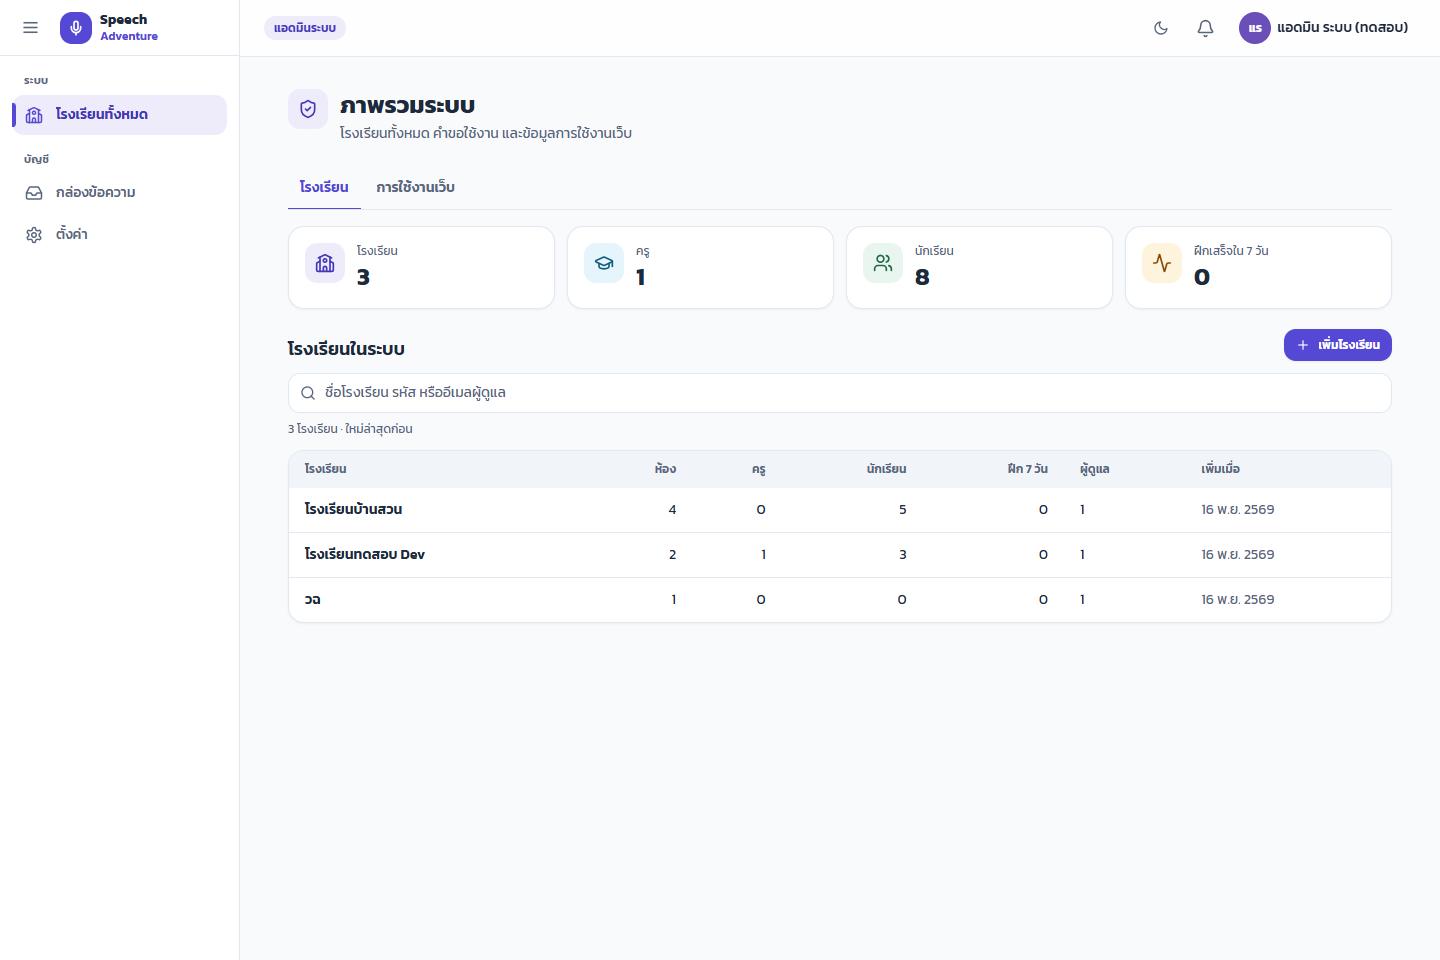 Speech
Adventure
แอดมินระบบ
แร
แอดมิน ระบบ (ทดสอบ)
ระบบ
โรงเรียนทั้งหมด
บัญชี
กล่องข้อความ
ตั้งค่า
ภาพรวมระบบ
โรงเรียนทั้งหมด คำขอใช้งาน และข้อมูลการใช้งานเว็บ
โรงเรียน การใช้งานเว็บ
โรงเรียน
3
ครู
1
นักเรียน
8
ฝึกเสร็จใน 7 วัน
0
โรงเรียนในระบบ
เพิ่มโรงเรียน
ชื่อโรงเรียน รหัส หรืออีเมลผู้ดูแล
3 โรงเรียน · ใหม่ล่าสุดก่อน
โรงเรียน ห้อง ครู นักเรียน ฝึก 7 วัน ผู้ดูแล เพิ่มเมื่อ
โรงเรียนบ้านสวน 4 0 5 0 1 16 พ.ย. 2569
โรงเรียนทดสอบ Dev 2 1 3 0 1 16 พ.ย. 2569
วฉ 1 0 0 0 1 16 พ.ย. 2569